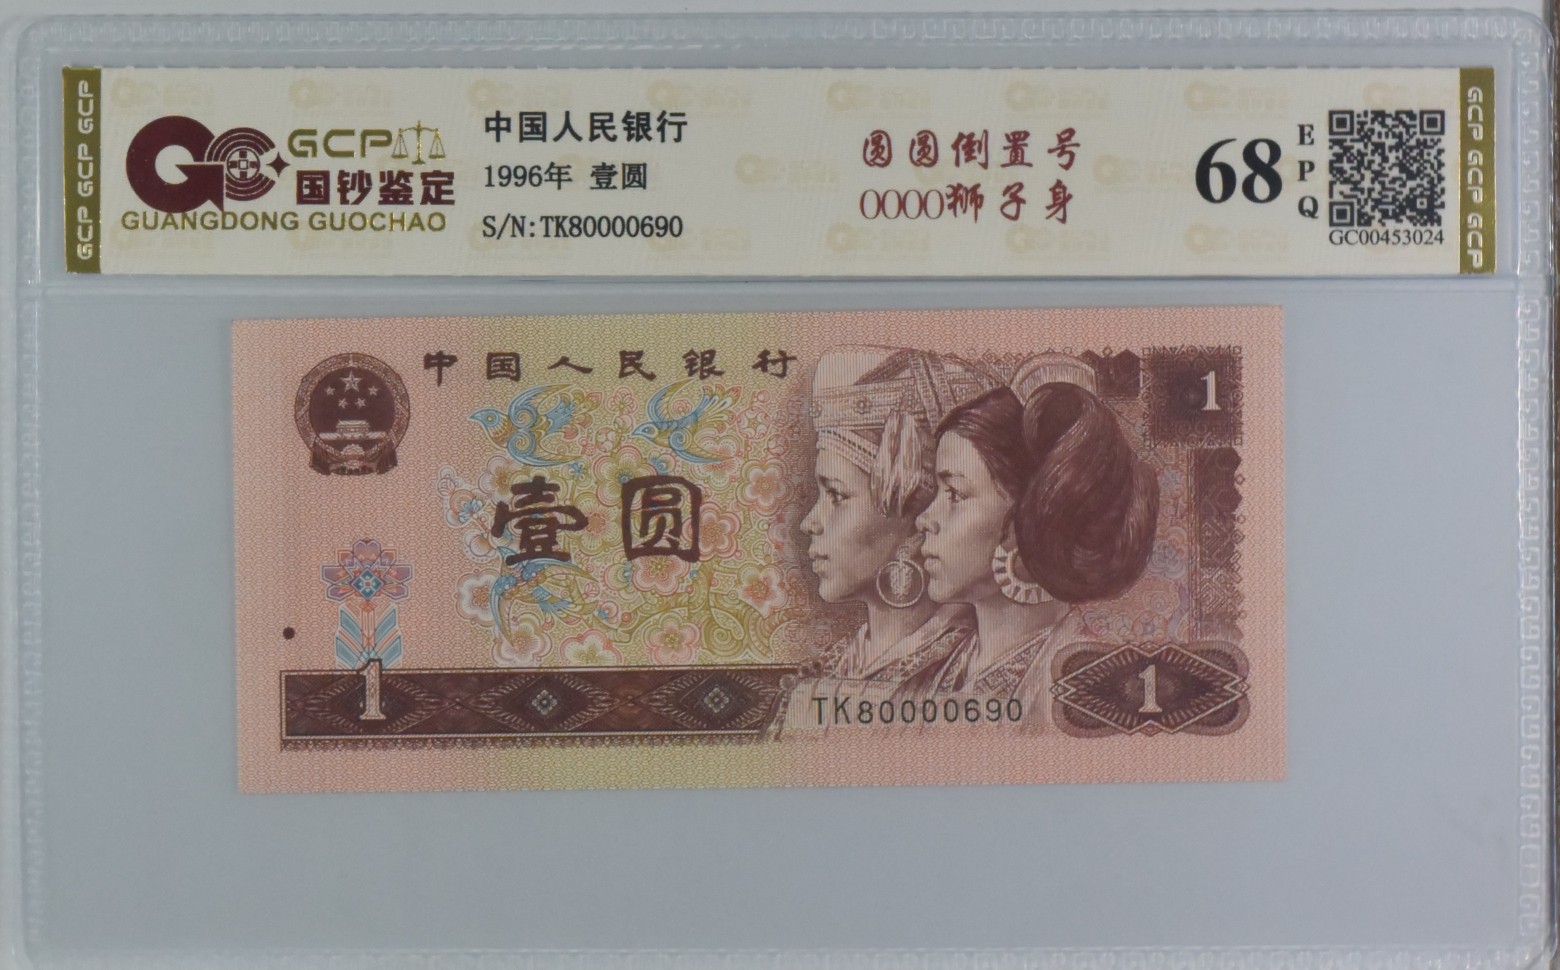 GCP
国钞鉴定
GUANGDONG GUOCHAO
中国人民银行
1996年 壹圆
S/N:TK80000690
圆圆倒置号
0000狮子身
68
EPQ
GC00453024
GCP GCP GCP
GCP GCP GCP
中国人民银行
1
壹圆
1
TK80000690
1